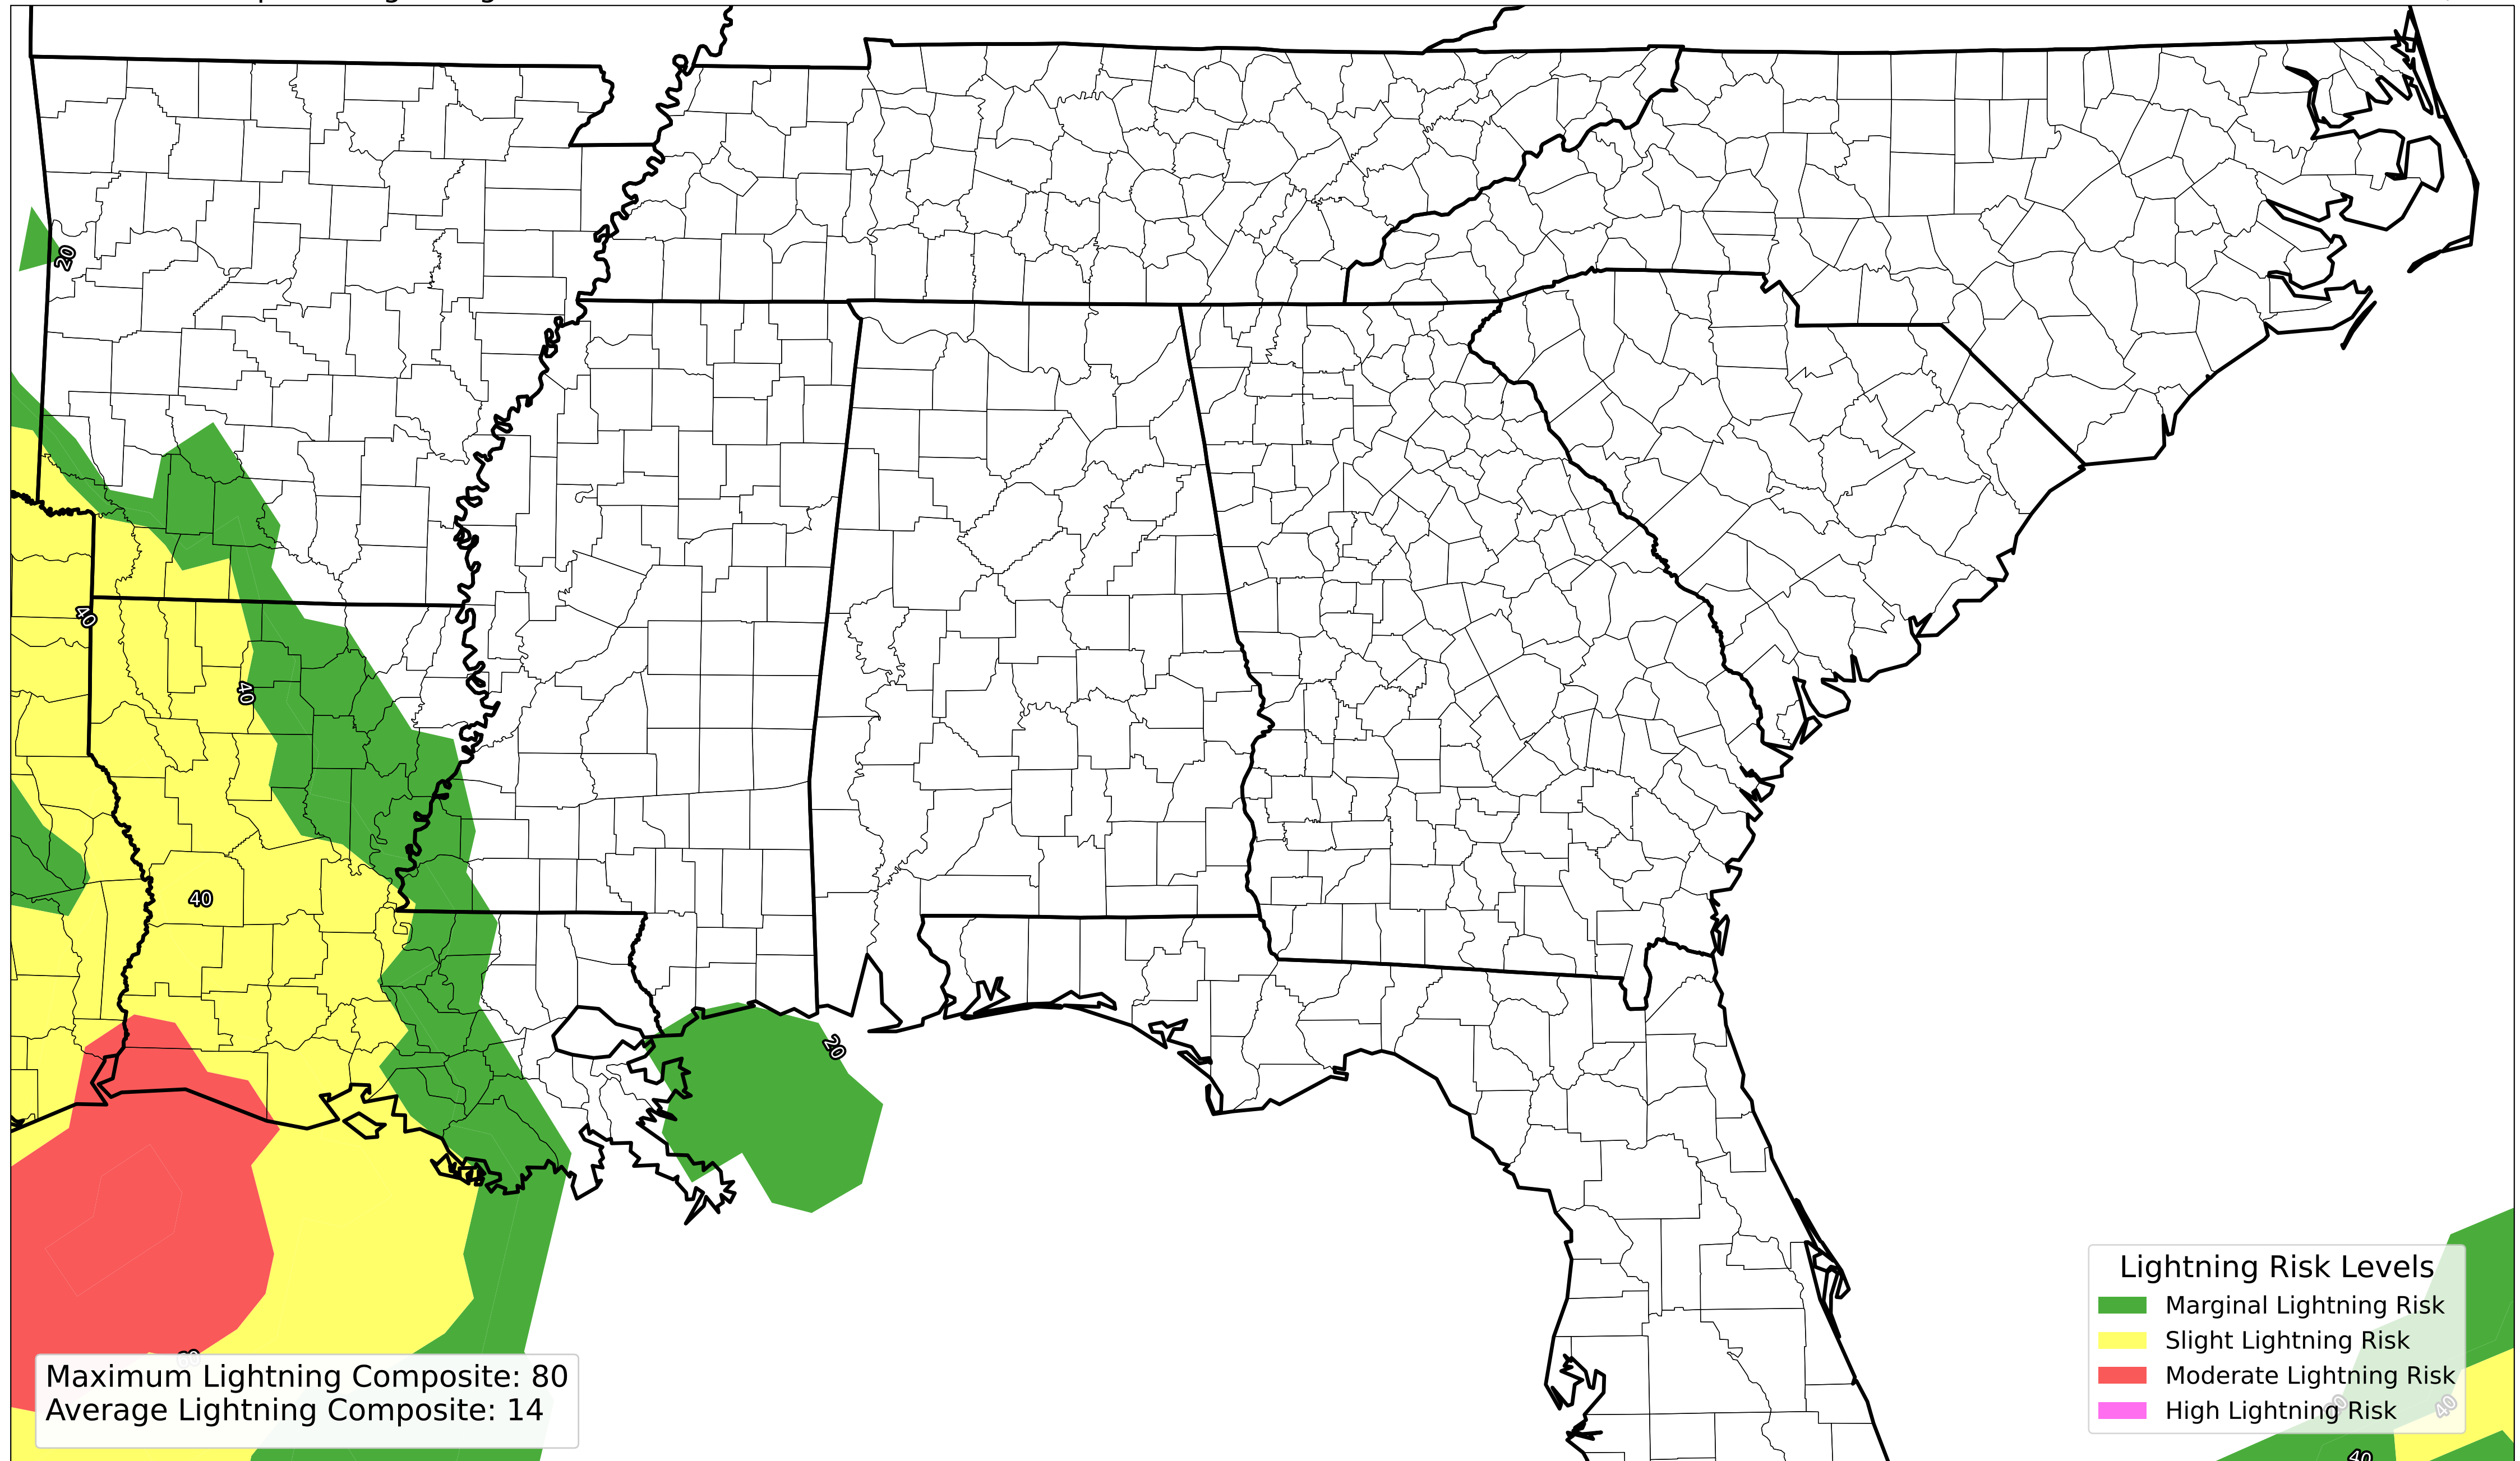 20
40
40
40
20
Maximum Lightning Composite: 80
Average Lightning Composite: 14
Lightning Risk Levels
Marginal Lightning Risk
Slight Lightning Risk
Moderate Lightning Risk
High Lightning Risk
40
40